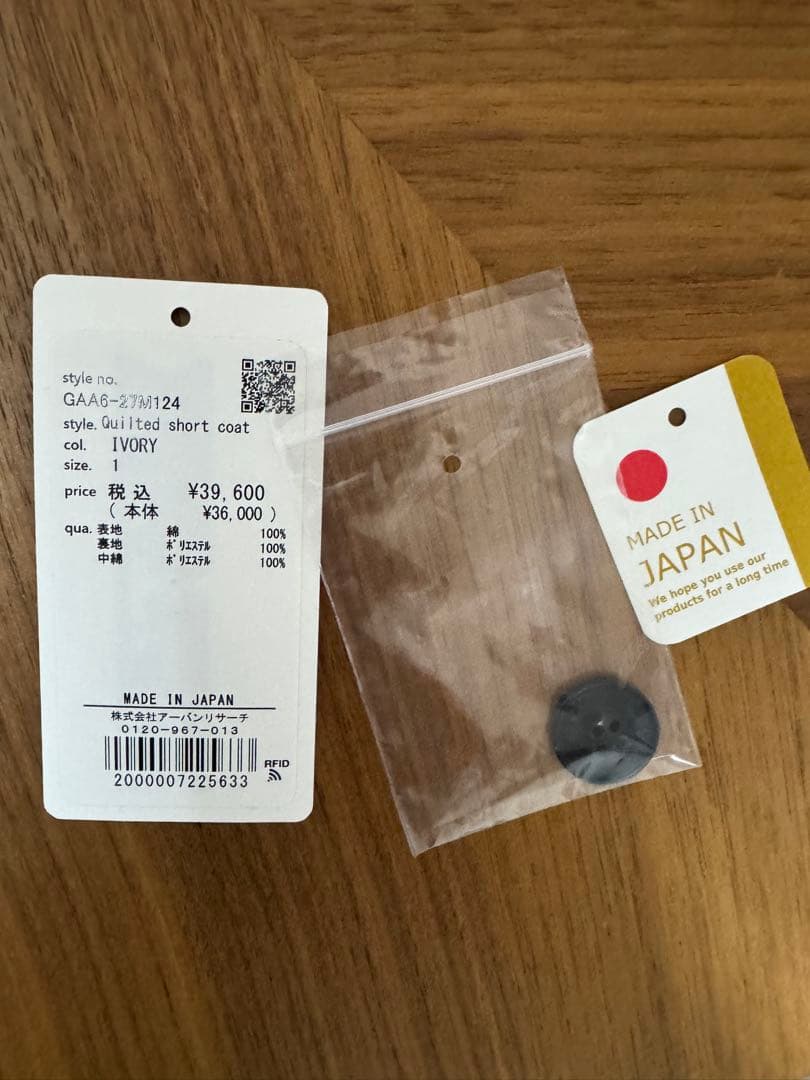 style no.
GAA6-27M124
style. Quilted short coat
col. IVORY
size. 1
price 税込 ¥39,600
( 本体 ¥36,000 )
qua. 表地 綿 100%
裏地 ﾎﾟﾘｴｽﾃﾙ 100%
中綿 ﾎﾟﾘｴｽﾃﾙ 100%
MADE IN JAPAN
株式会社アーバンリサーチ
0120-967-013
RFID
2000007225633
MADE IN
JAPAN
We hope you use our
products for a long time